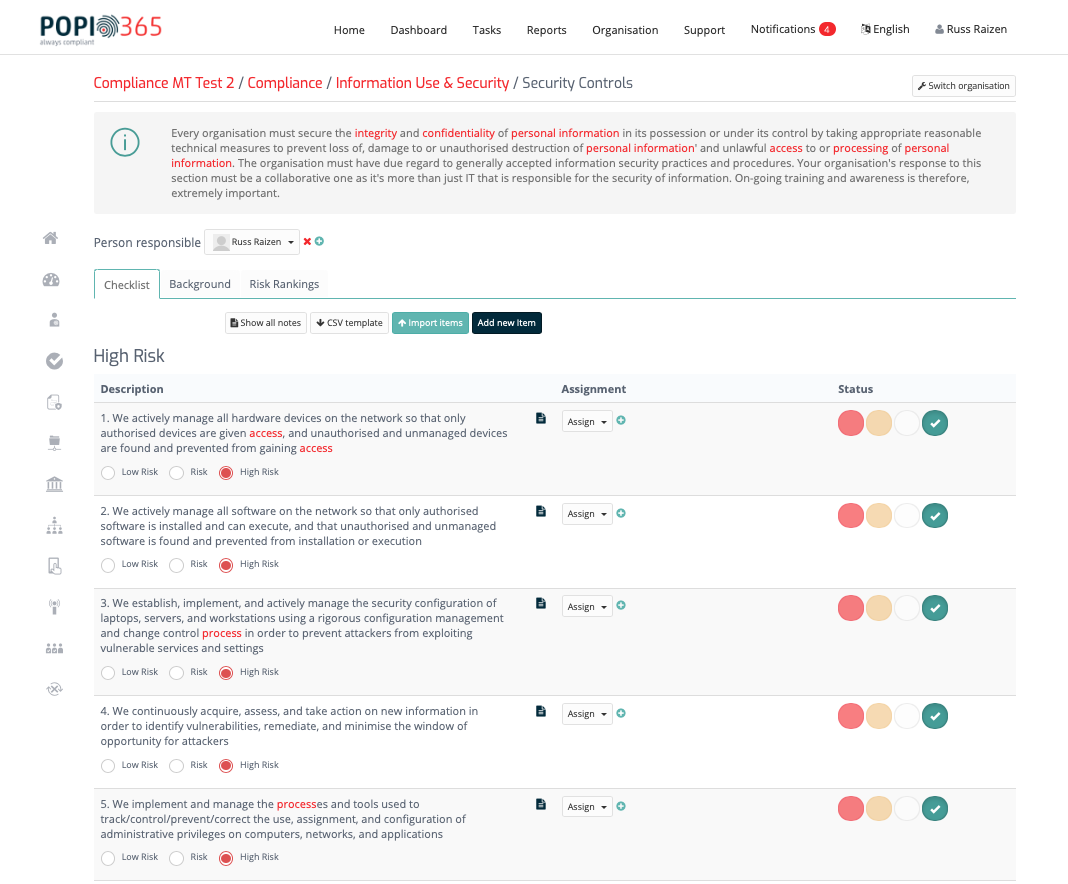 POPI 365
always compliant
Home Dashboard Tasks Reports Organisation Support Notifications 4 English Russ Raizen
Compliance MT Test 2 / Compliance / Information Use & Security / Security Controls
Switch organisation
Every organisation must secure the integrity and confidentiality of personal information in its possession or under its control by taking appropriate reasonable
technical measures to prevent loss of, damage to or unauthorised destruction of personal information' and unlawful access to or processing of personal
information. The organisation must have due regard to generally accepted information security practices and procedures. Your organisation's response to this
section must be a collaborative one as it's more than just IT that is responsible for the security of information. On-going training and awareness is therefore,
extremely important.
Person responsible Russ Raizen
Checklist Background Risk Rankings
Show all notes CSV template Import items Add new item
High Risk
Description Assignment Status
1. We actively manage all hardware devices on the network so that only
authorised devices are given access, and unauthorised and unmanaged devices
are found and prevented from gaining access
Assign
Low Risk Risk High Risk
2. We actively manage all software on the network so that only authorised
software is installed and can execute, and that unauthorised and unmanaged
software is found and prevented from installation or execution
Assign
Low Risk Risk High Risk
3. We establish, implement, and actively manage the security configuration of
laptops, servers, and workstations using a rigorous configuration management
and change control process in order to prevent attackers from exploiting
vulnerable services and settings
Assign
Low Risk Risk High Risk
4. We continuously acquire, assess, and take action on new information in
order to identify vulnerabilities, remediate, and minimise the window of
opportunity for attackers
Assign
Low Risk Risk High Risk
5. We implement and manage the processes and tools used to
track/control/prevent/correct the use, assignment, and configuration of
administrative privileges on computers, networks, and applications
Assign
Low Risk Risk High Risk